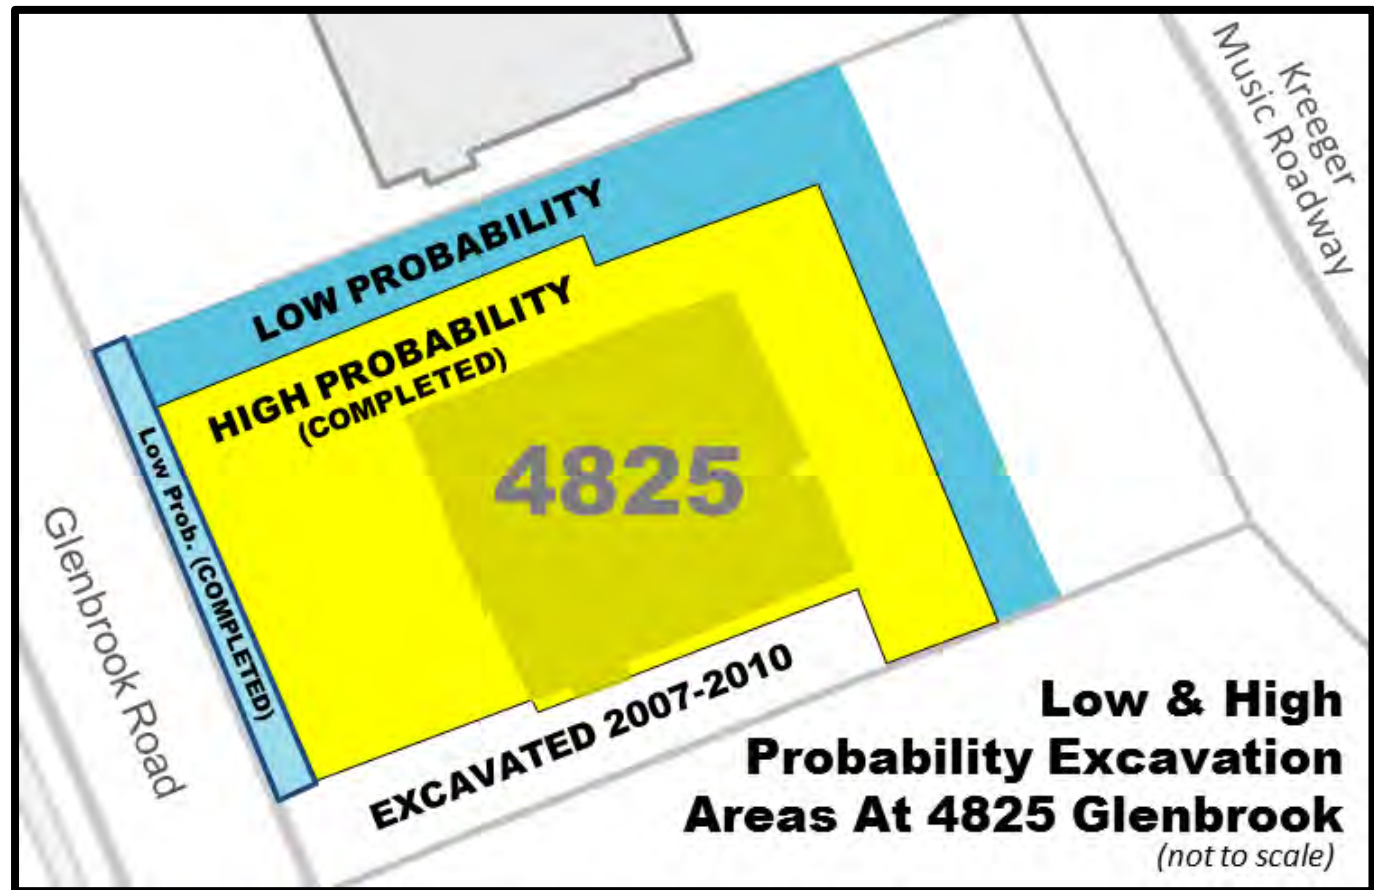 Kreeger
Music Roadway
LOW PROBABILITY
HIGH PROBABILITY
(COMPLETED)
4825
Low Prob. (COMPLETED)
Glenbrook Road
EXCAVATED 2007-2010
Low & High
Probability Excavation
Areas At 4825 Glenbrook
(not to scale)